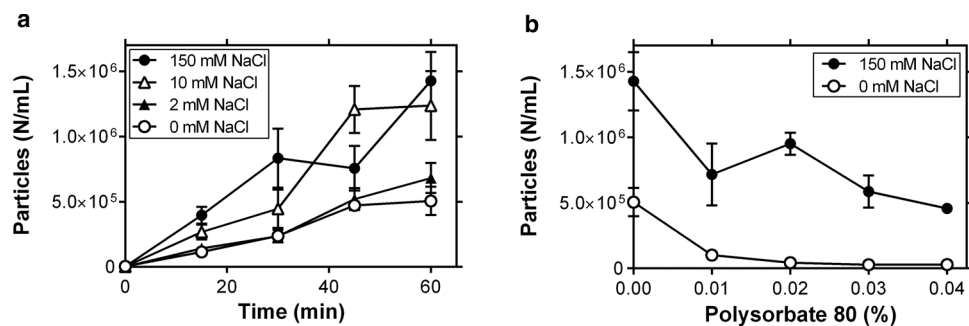 a
Particles (N/mL)
1.5×10⁶
1.0×10⁶
5.0×10⁵
0
150 mM NaCl
10 mM NaCl
2 mM NaCl
0 mM NaCl
0 20 40 60
Time (min)
b
Particles (N/mL)
1.5×10⁶
1.0×10⁶
5.0×10⁵
0
150 mM NaCl
0 mM NaCl
0.00 0.01 0.02 0.03 0.04
Polysorbate 80 (%)